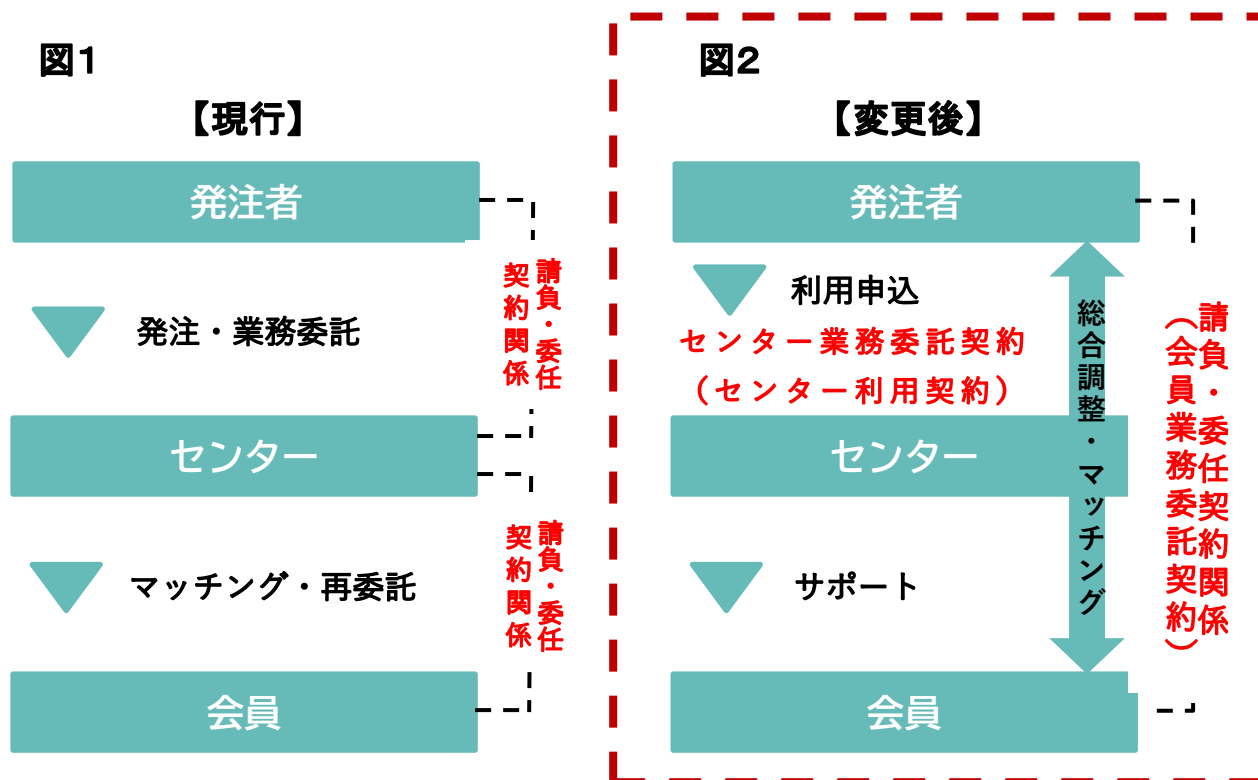 図1
【現行】
発注者
発注・業務委託
請負・委任
契約関係
センター
マッチング・再委託
請負・委任
契約関係
会員
図2
【変更後】
発注者
利用申込
センター業務委託契約
（センター利用契約）
センター
サポート
会員
総合調整・マッチング
請負・委任契約関係
（会員業務委託契約）